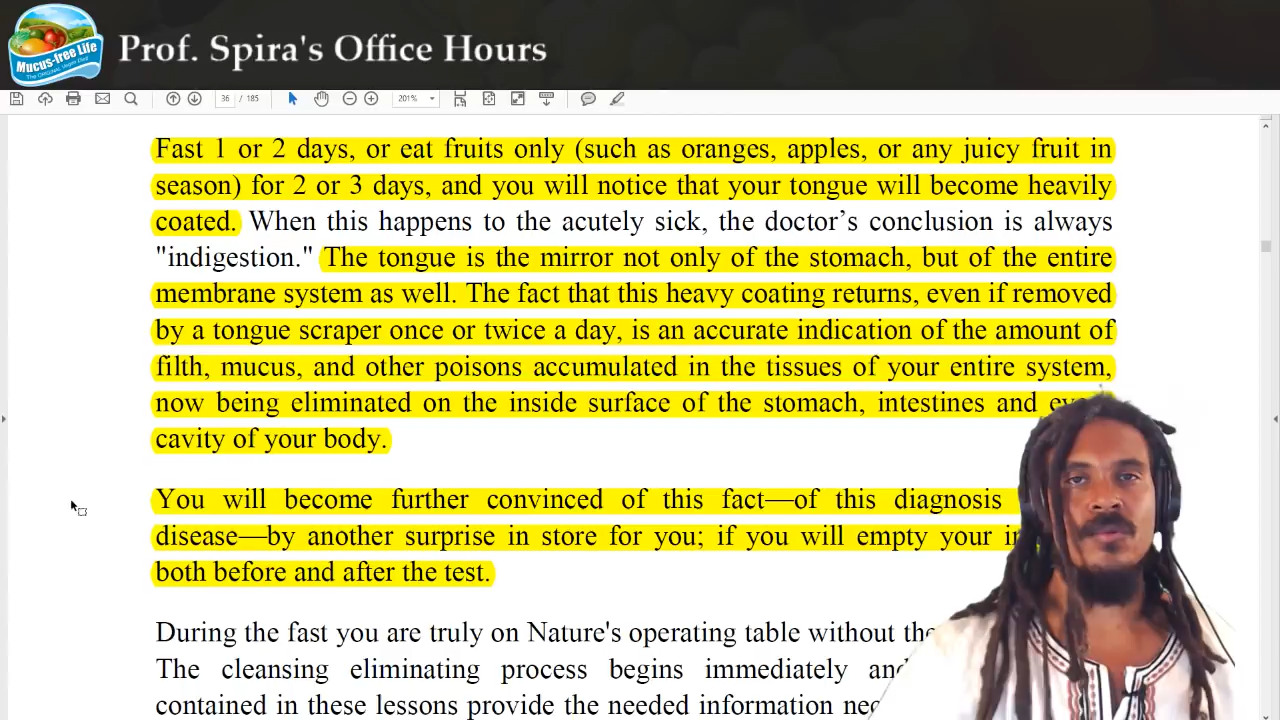 Mucus-free Life
The ORIGINAL Vegan Diet
Prof. Spira's Office Hours
36 / 185
201%
Fast 1 or 2 days, or eat fruits only (such as oranges, apples, or any juicy fruit in
season) for 2 or 3 days, and you will notice that your tongue will become heavily
coated. When this happens to the acutely sick, the doctor’s conclusion is always
"indigestion." The tongue is the mirror not only of the stomach, but of the entire
membrane system as well. The fact that this heavy coating returns, even if removed
by a tongue scraper once or twice a day, is an accurate indication of the amount of
filth, mucus, and other poisons accumulated in the tissues of your entire system,
now being eliminated on the inside surface of the stomach, intestines and
cavity of your body.
You will become further convinced of this fact—of this diagnosis
disease—by another surprise in store for you; if you will empty your
both before and after the test.
During the fast you are truly on Nature's operating table without
The cleansing eliminating process begins immediately
contained in these lessons provide the needed information